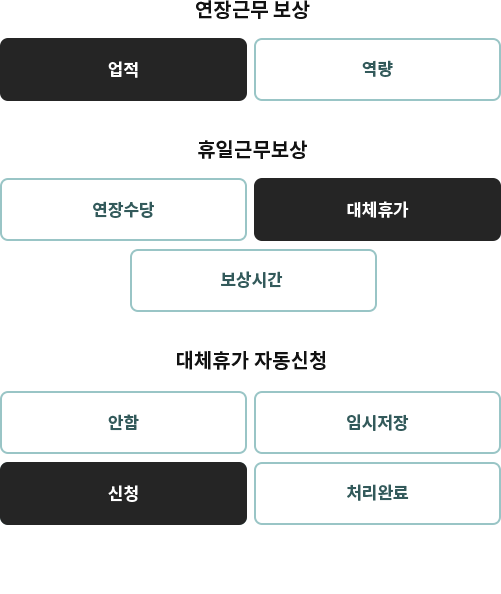 연장근무 보상
업적
역량
휴일근무보상
연장수당
대체휴가
보상시간
대체휴가 자동신청
안함
임시저장
신청
처리완료